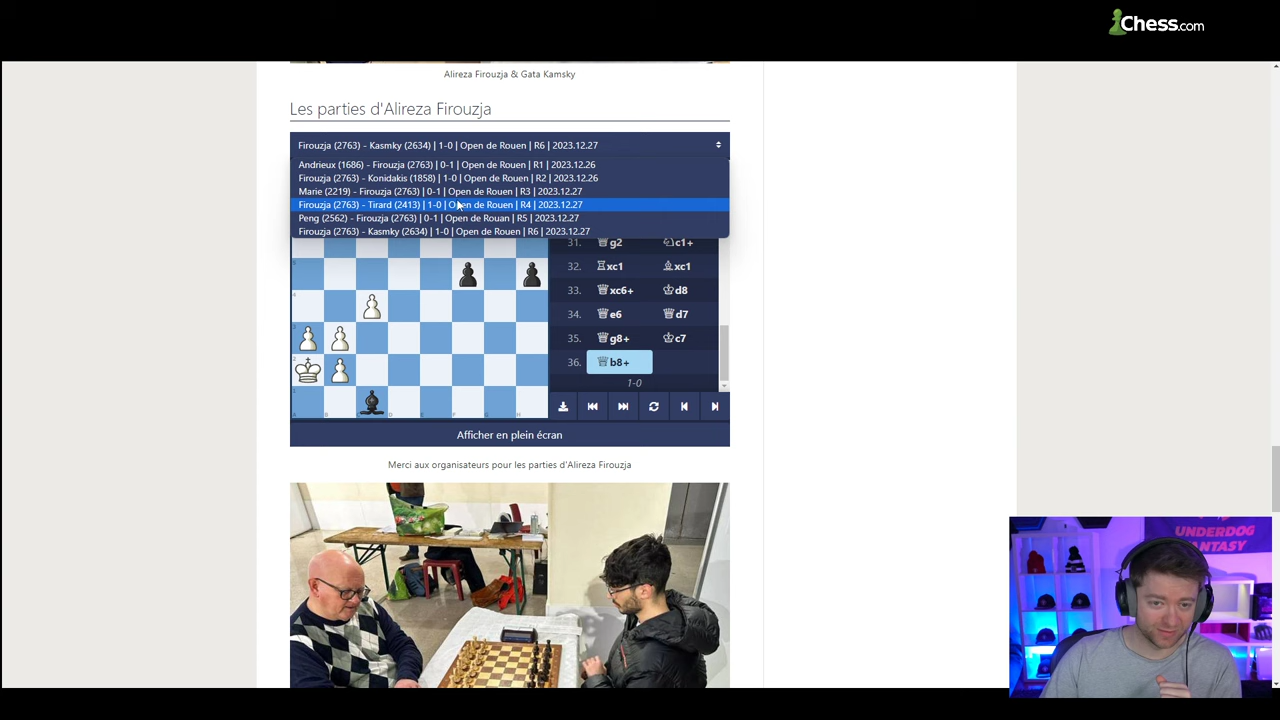 Chess.com
Alireza Firouzja & Gata Kamsky
Les parties d'Alireza Firouzja
Firouzja (2763) - Kasmky (2634) | 1-0 | Open de Rouen | R6 | 2023.12.27
Andrieux (1686) - Firouzja (2763) | 0-1 | Open de Rouen | R1 | 2023.12.26
Firouzja (2763) - Konidakis (1858) | 1-0 | Open de Rouen | R2 | 2023.12.26
Marie (2219) - Firouzja (2763) | 0-1 | Open de Rouen | R3 | 2023.12.27
Firouzja (2763) - Tirard (2413) | 1-0 | Open de Rouen | R4 | 2023.12.27
Peng (2562) - Firouzja (2763) | 0-1 | Open de Rouan | R5 | 2023.12.27
Firouzja (2763) - Kasmky (2634) | 1-0 | Open de Rouen | R6 | 2023.12.27
31. ♕g2 ♘c1+
32. ♖xc1 ♗xc1
33. ♕xc6+ ♔d8
34. ♕e6 ♕d7
35. ♕g8+ ♔c7
36. ♕b8+
1-0
4
3
2
1
A B C D E F G H
Afficher en plein écran
Merci aux organisateurs pour les parties d'Alireza Firouzja
UNDERDOG
FANTASY